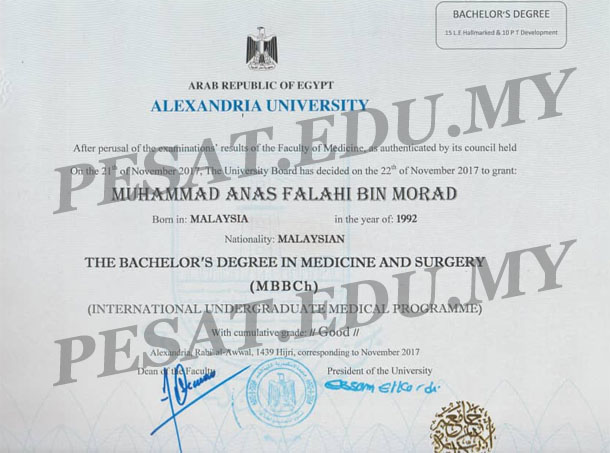 BACHELOR'S DEGREE
15 L.E Hallmarked & 10 P T Development
ARAB REPUBLIC OF EGYPT
ALEXANDRIA UNIVERSITY
After perusal of the examinations' results of the Faculty of Medicine, as authenticated by its council held
On the 21st of November 2017, The University Board has decided on the 22nd of November 2017 to grant:
MUHAMMAD ANAS FALAHI BIN MORAD
Born in: MALAYSIA in the year of: 1992
Nationality: MALAYSIAN
THE BACHELOR'S DEGREE IN MEDICINE AND SURGERY
(MBBCh)
(INTERNATIONAL UNDERGRADUATE MEDICAL PROGRAMME)
With cumulative grade: // Good //
Alexandria, Rabi al-Awwal, 1439 Hijri, corresponding to November 2017
Dean of the Faculty President of the University
PESAT.EDU.MY
PESAT.EDU.MY